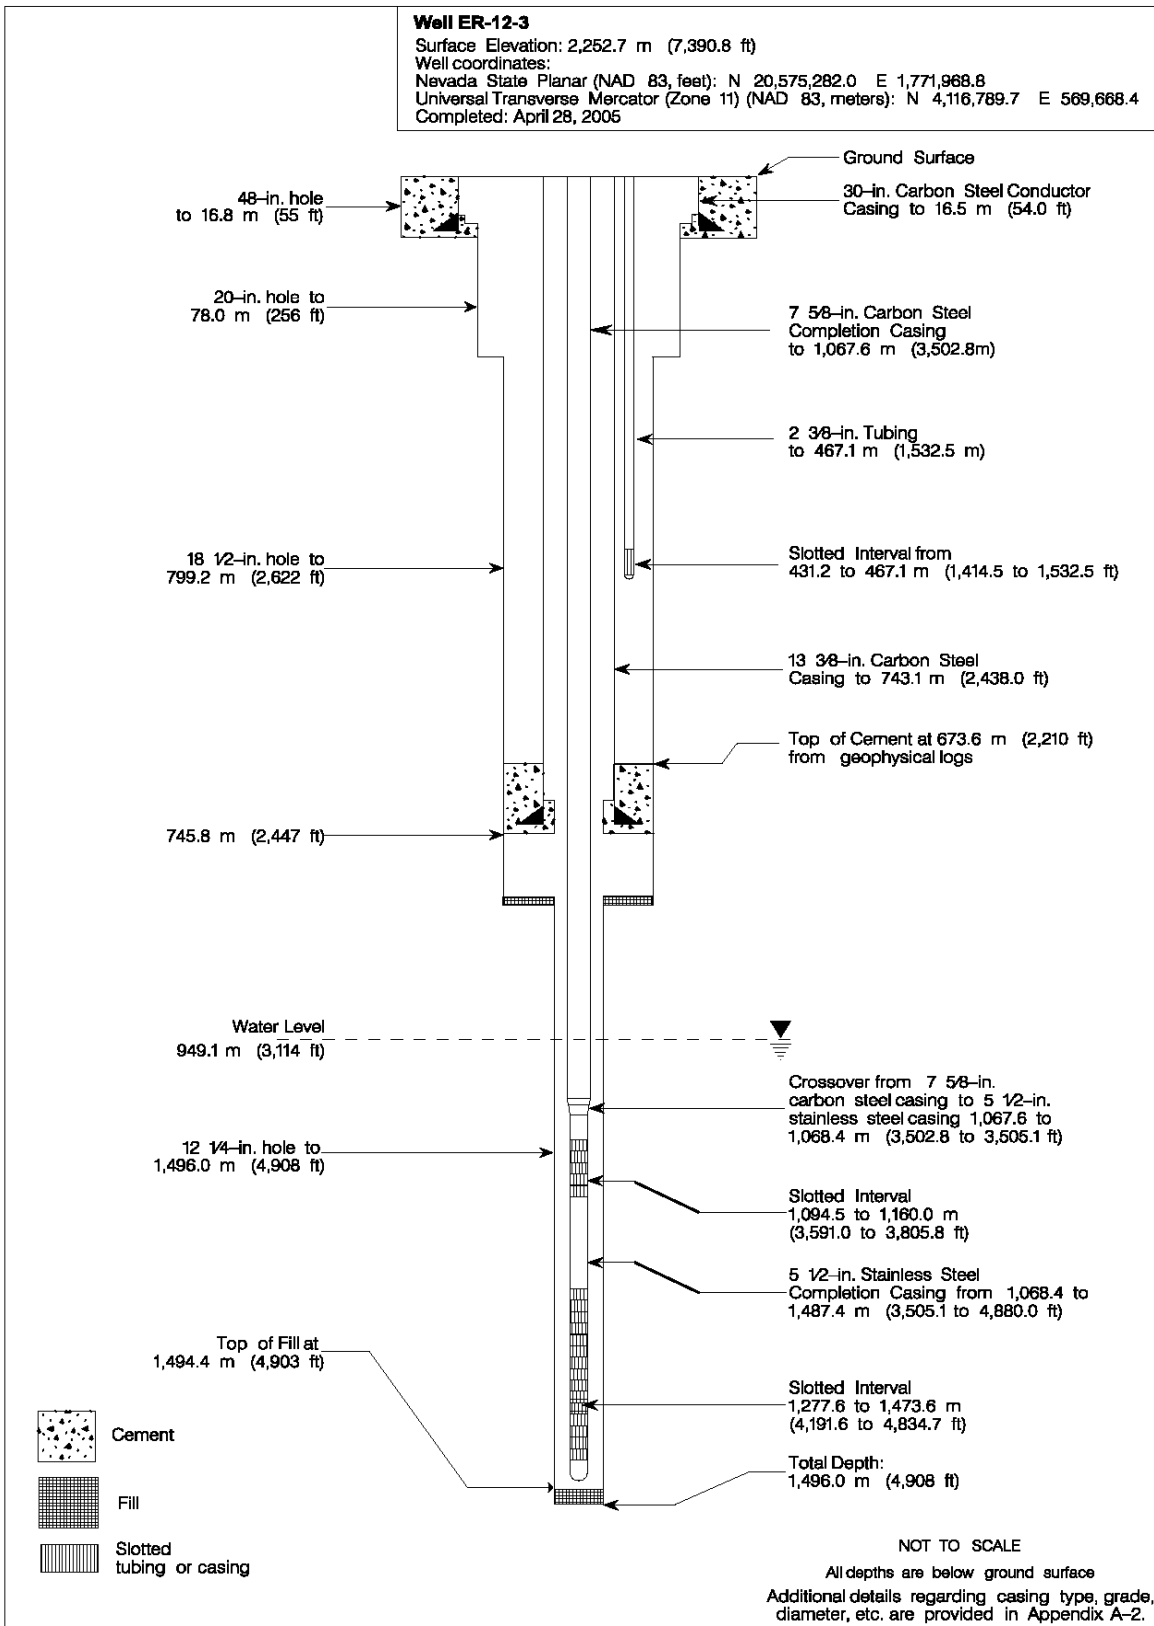 Well ER-12-3
Surface Elevation: 2,252.7 m (7,390.8 ft)
Well coordinates:
Nevada State Planar (NAD 83, feet): N 20,575,282.0 E 1,771,968.8
Universal Transverse Mercator (Zone 11) (NAD 83, meters): N 4,116,789.7 E 569,668.4
Completed: April 28, 2005
Ground Surface
48-in. hole
to 16.8 m (55 ft)
30-in. Carbon Steel Conductor
Casing to 16.5 m (54.0 ft)
20-in. hole to
78.0 m (256 ft)
7 5/8-in. Carbon Steel
Completion Casing
to 1,067.6 m (3,502.8m)
2 3/8-in. Tubing
to 467.1 m (1,532.5 m)
18 1/2-in. hole to
799.2 m (2,622 ft)
Slotted Interval from
431.2 to 467.1 m (1,414.5 to 1,532.5 ft)
13 3/8-in. Carbon Steel
Casing to 743.1 m (2,438.0 ft)
Top of Cement at 673.6 m (2,210 ft)
from geophysical logs
745.8 m (2,447 ft)
Water Level
949.1 m (3,114 ft)
Crossover from 7 5/8-in.
carbon steel casing to 5 1/2-in.
stainless steel casing 1,067.6 to
1,068.4 m (3,502.8 to 3,505.1 ft)
12 1/4-in. hole to
1,496.0 m (4,908 ft)
Slotted Interval
1,094.5 to 1,160.0 m
(3,591.0 to 3,805.8 ft)
5 1/2-in. Stainless Steel
Completion Casing from 1,068.4 to
1,487.4 m (3,505.1 to 4,880.0 ft)
Top of Fill at
1,494.4 m (4,903 ft)
Slotted Interval
1,277.6 to 1,473.6 m
(4,191.6 to 4,834.7 ft)
Total Depth:
1,496.0 m (4,908 ft)
Cement
Fill
Slotted
tubing or casing
NOT TO SCALE
All depths are below ground surface
Additional details regarding casing type, grade,
diameter, etc. are provided in Appendix A-2.